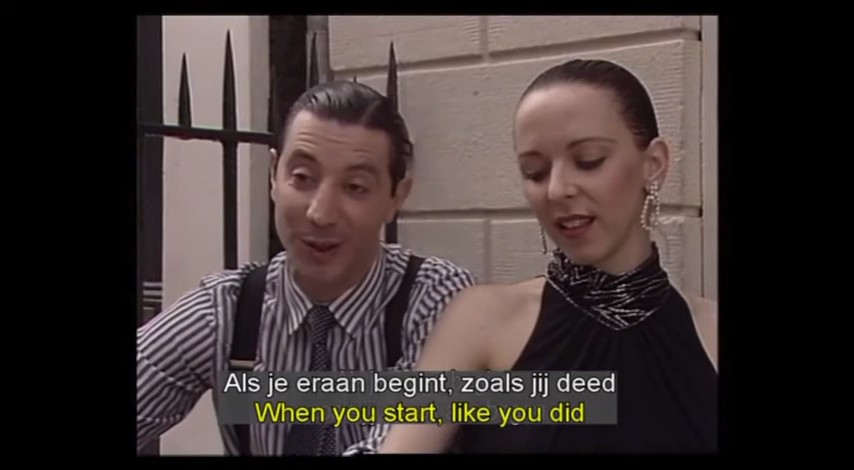 Als je eraan begint, zoals jij deed
When you start, like you did